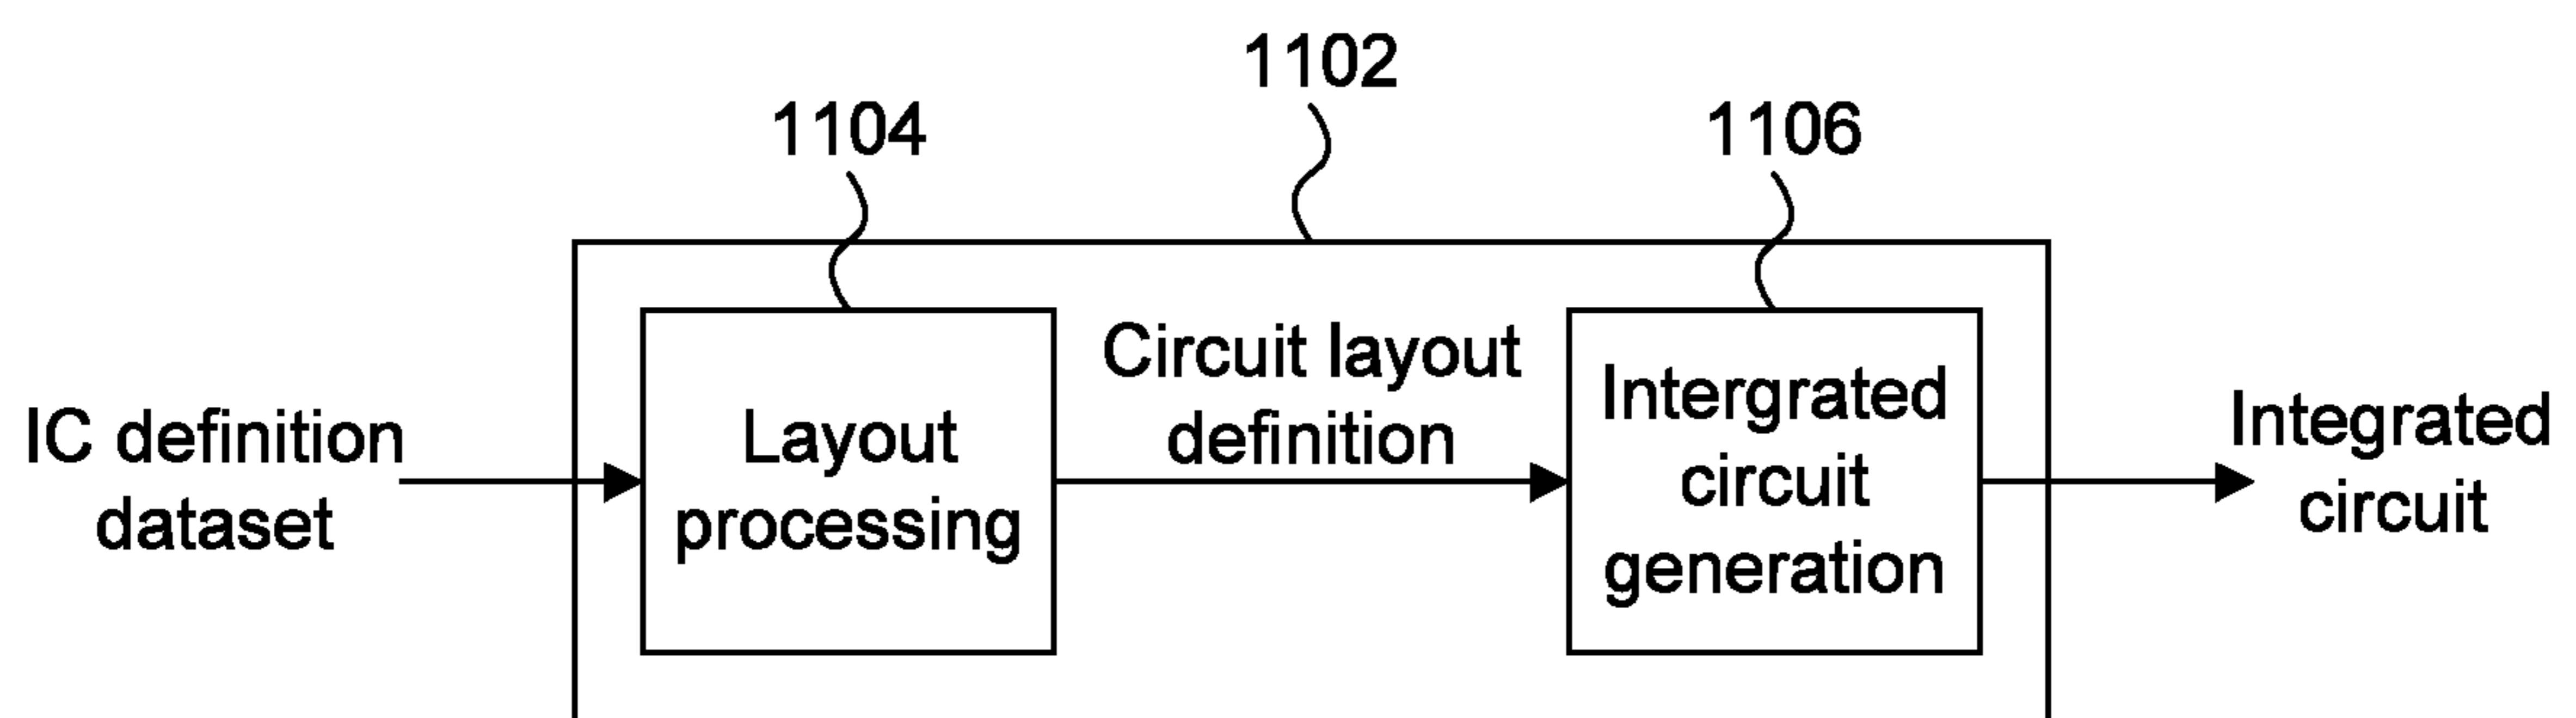 1102
1104
1106
IC definition
dataset
Layout
processing
Circuit layout
definition
Intergrated
circuit
generation
Integrated
circuit